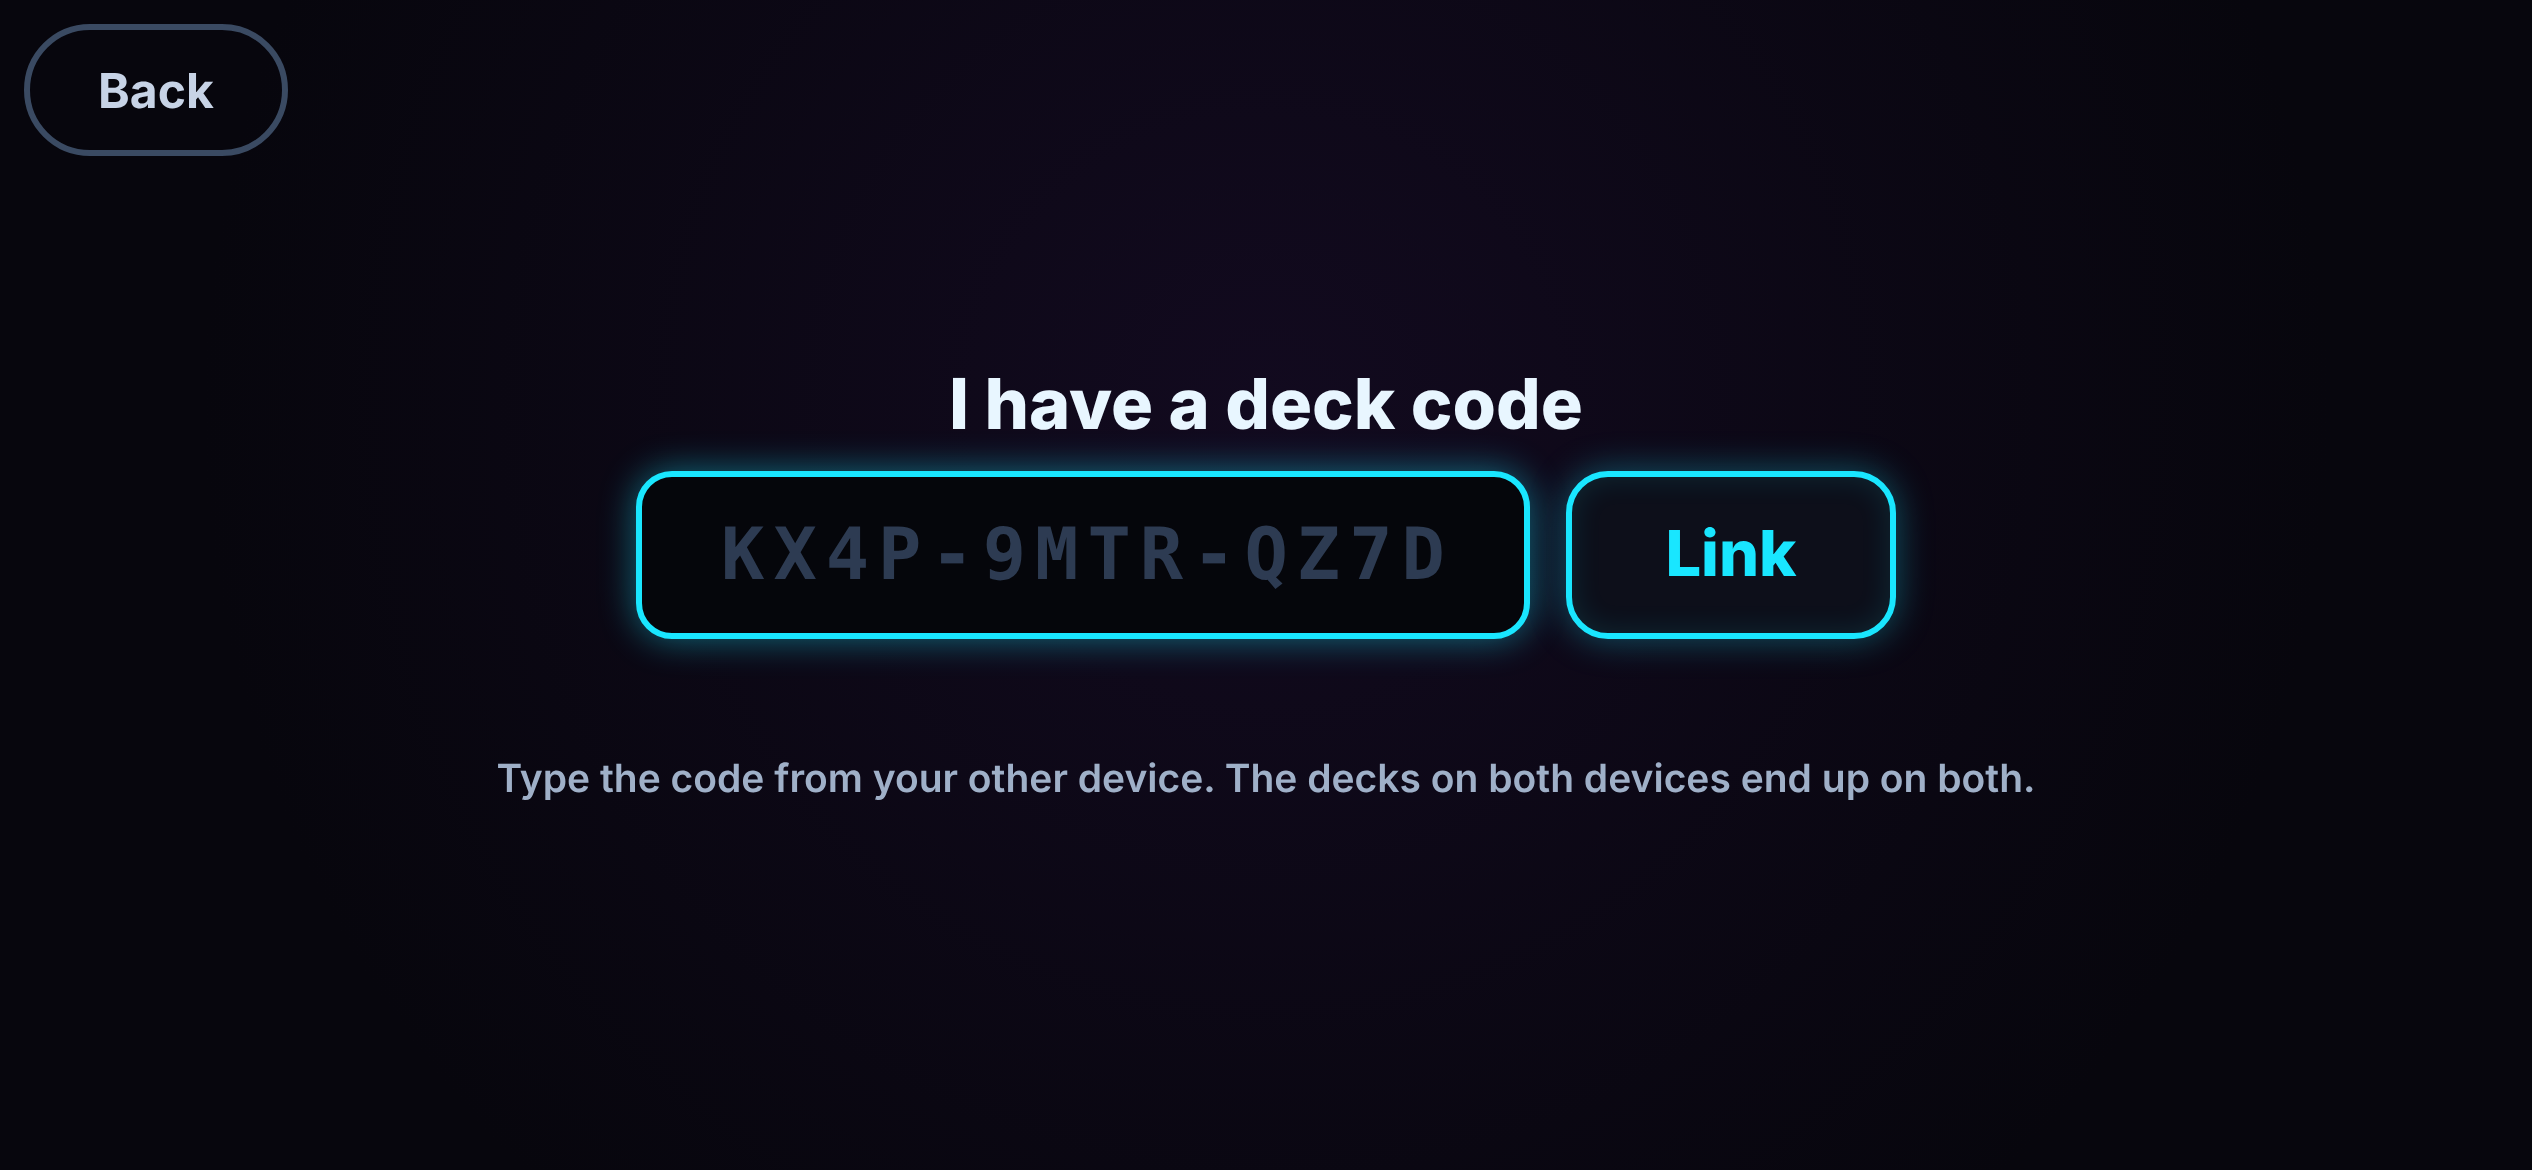 Back
I have a deck code
KX4P-9MTR-QZ7D
Link
Type the code from your other device. The decks on both devices end up on both.